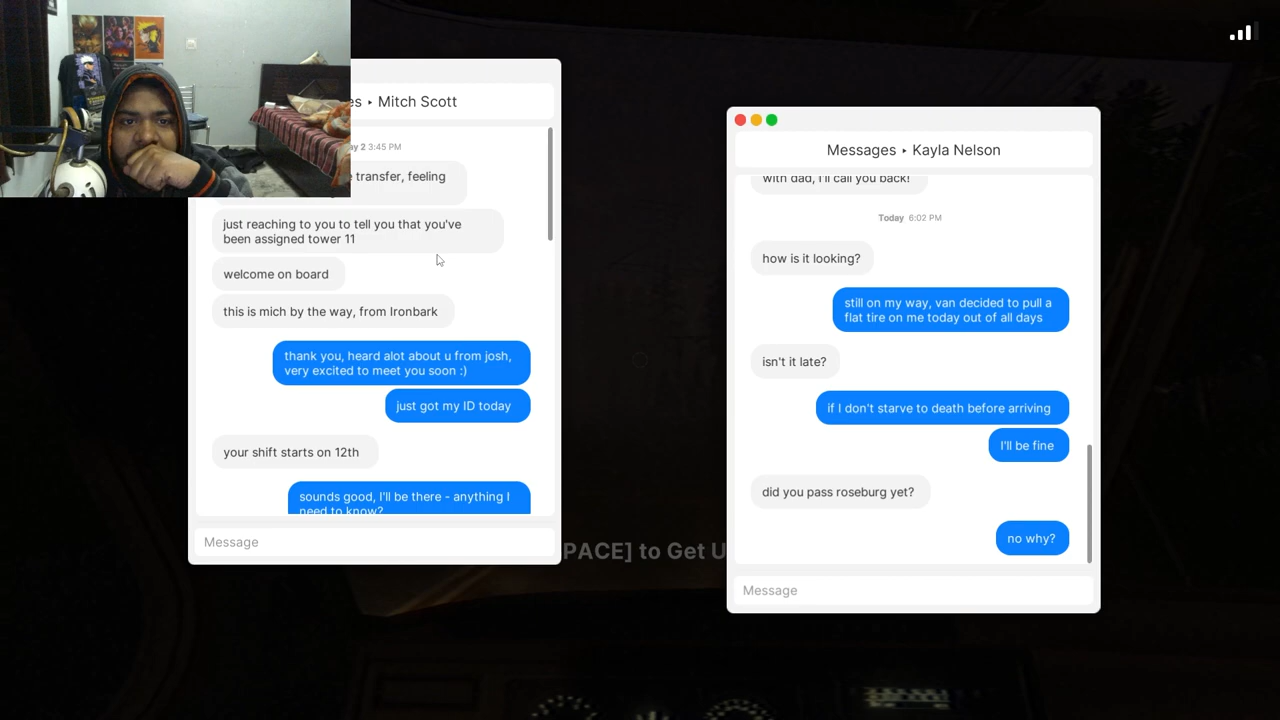 es ‣ Mitch Scott
ay 2 3:45 PM
e transfer, feeling
just reaching to you to tell you that you've
been assigned tower 11
welcome on board
this is mich by the way, from Ironbark
thank you, heard alot about u from josh,
very excited to meet you soon :)
just got my ID today
your shift starts on 12th
sounds good, I'll be there - anything I
need to know?
Message
PACE] to Get U
Messages ‣ Kayla Nelson
with dad, I'll call you back!
Today 6:02 PM
how is it looking?
still on my way, van decided to pull a
flat tire on me today out of all days
isn't it late?
if I don't starve to death before arriving
I'll be fine
did you pass roseburg yet?
no why?
Message